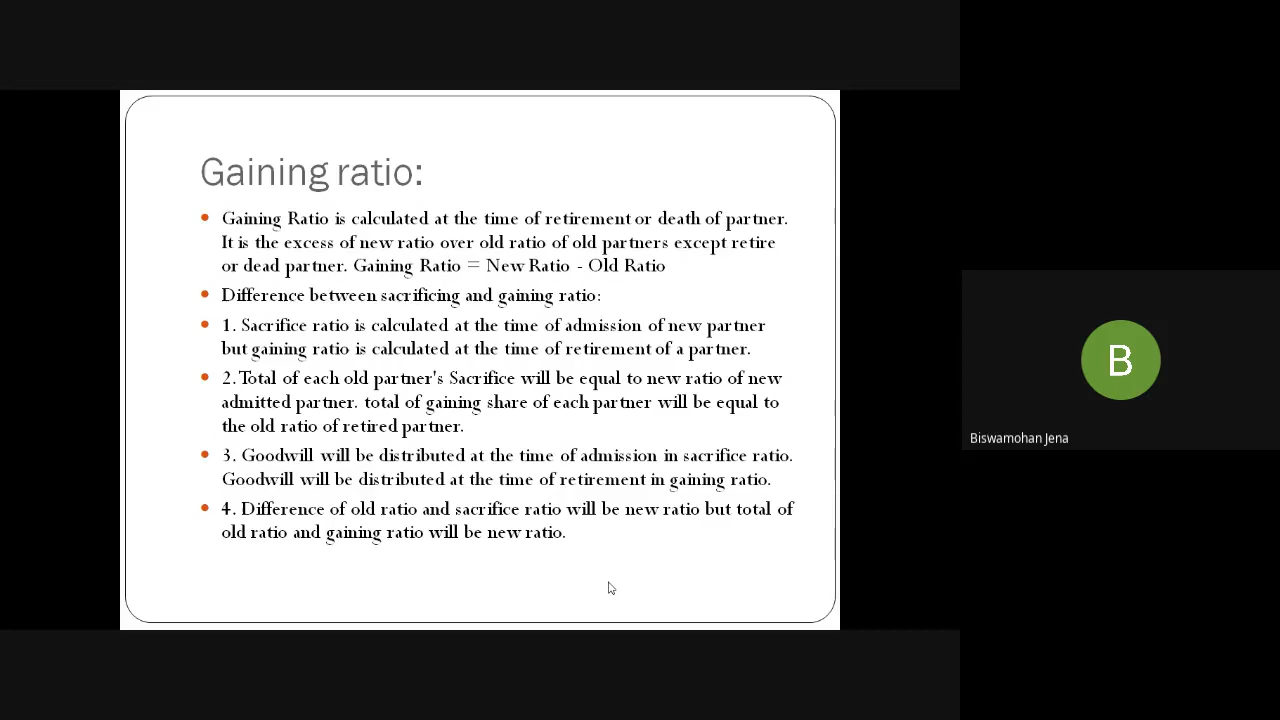 Gaining ratio:
• Gaining Ratio is calculated at the time of retirement or death of partner.
It is the excess of new ratio over old ratio of old partners except retire
or dead partner. Gaining Ratio = New Ratio - Old Ratio
• Difference between sacrificing and gaining ratio:
• 1. Sacrifice ratio is calculated at the time of admission of new partner
but gaining ratio is calculated at the time of retirement of a partner.
• 2. Total of each old partner's Sacrifice will be equal to new ratio of new
admitted partner. total of gaining share of each partner will be equal to
the old ratio of retired partner.
• 3. Goodwill will be distributed at the time of admission in sacrifice ratio.
Goodwill will be distributed at the time of retirement in gaining ratio.
• 4. Difference of old ratio and sacrifice ratio will be new ratio but total of
old ratio and gaining ratio will be new ratio.
B
Biswamohan Jena